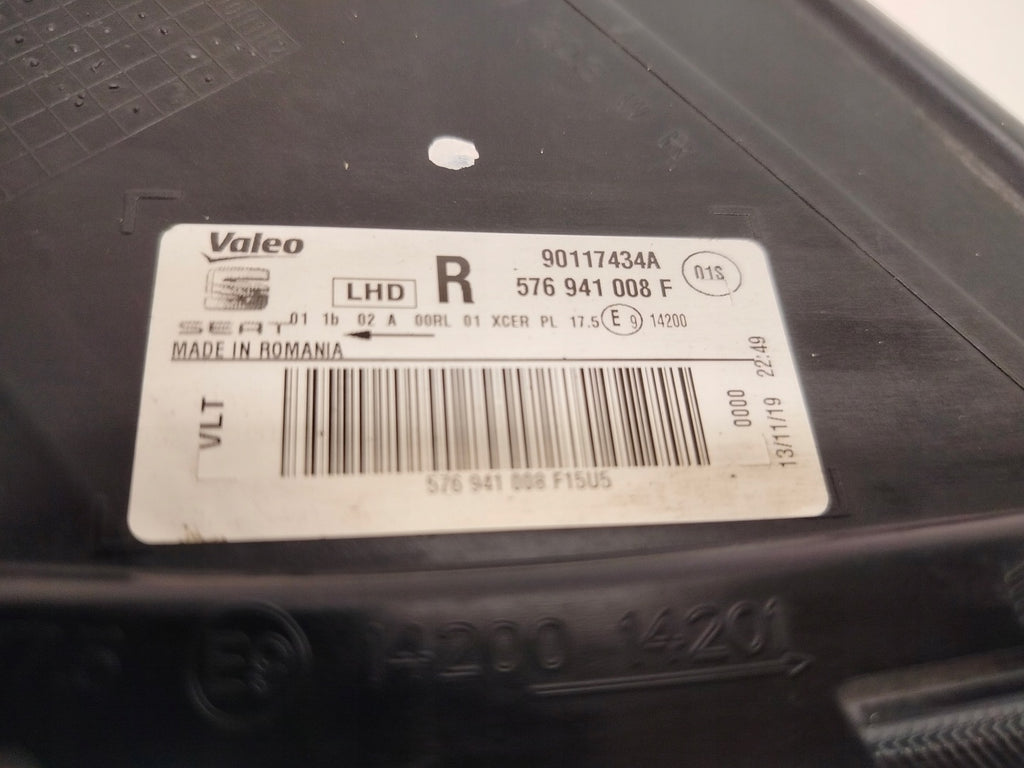 Valeo
SEAT
LHD
R
90117434A
576 941 008 F
01S
01 1b 02 A 00RL 01 XCER PL 17.5 E 9 14200
MADE IN ROMANIA
VLT
0000
13/11/19 22:49
576 941 008 F15U5
14200 14201